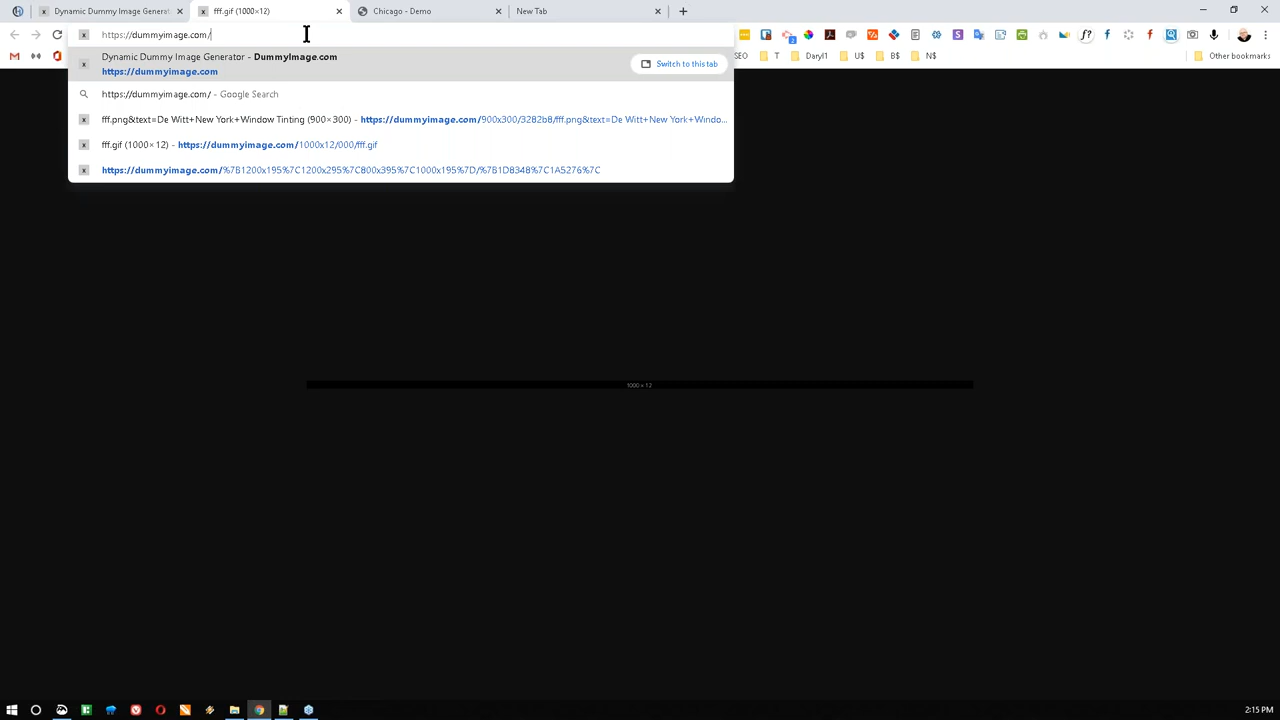 Dynamic Dummy Image Generat
fff.gif (1000×12)
Chicago - Demo
New Tab
https://dummyimage.com/
Dynamic Dummy Image Generator - DummyImage.com
https://dummyimage.com
Switch to this tab
https://dummyimage.com/ - Google Search
fff.png&text=De Witt+New York+Window Tinting (900×300) - https://dummyimage.com/900x300/3282b8/fff.png&text=De Witt+New York+Windo...
fff.gif (1000×12) - https://dummyimage.com/1000x12/000/fff.gif
https://dummyimage.com/%7B1200x195%7C1200x295%7C800x395%7C1000x195%7D/%7B1D8348%7C1A5276%7C
SEO
T
Daryl1
U$
B$
N$
Other bookmarks
1000 × 12
2:15 PM